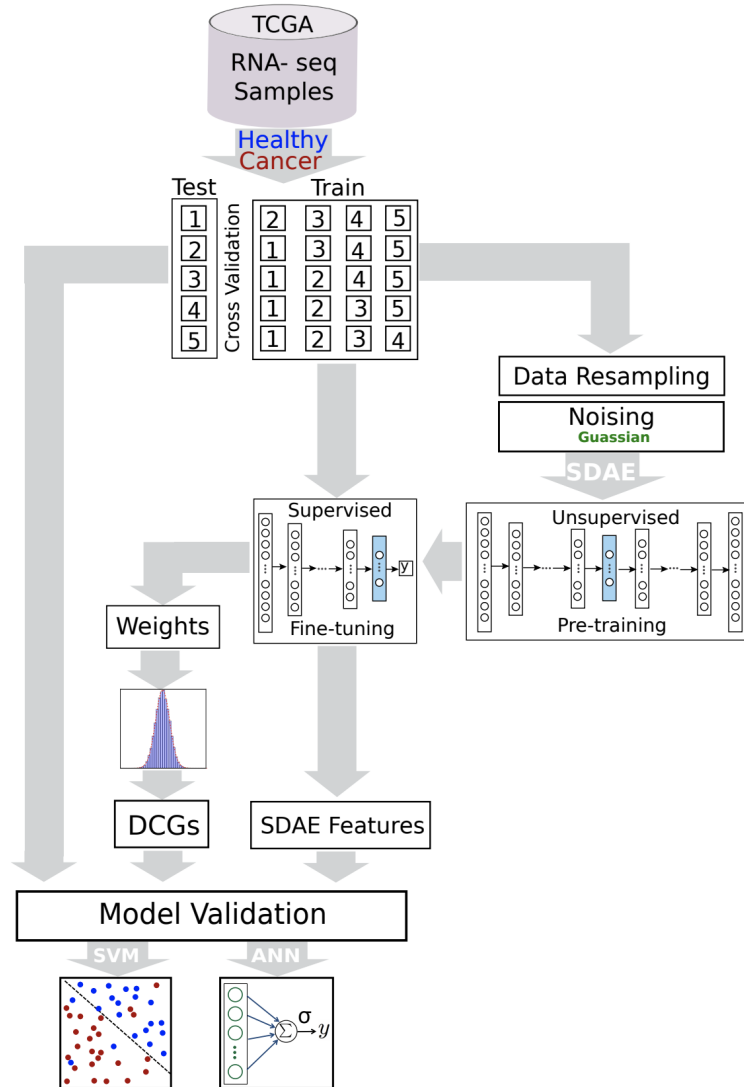 TCGA
RNA- seq
Samples
Healthy
Cancer
Test
Train
Cross Validation
1
2
3
4
5
2 3 4 5
1 3 4 5
1 2 4 5
1 2 3 5
1 2 3 4
Data Resampling
Noising
Guassian
SDAE
Supervised
y
Fine-tuning
Unsupervised
Pre-training
Weights
DCGs
SDAE Features
Model Validation
SVM
ANN
Σ
σ
y